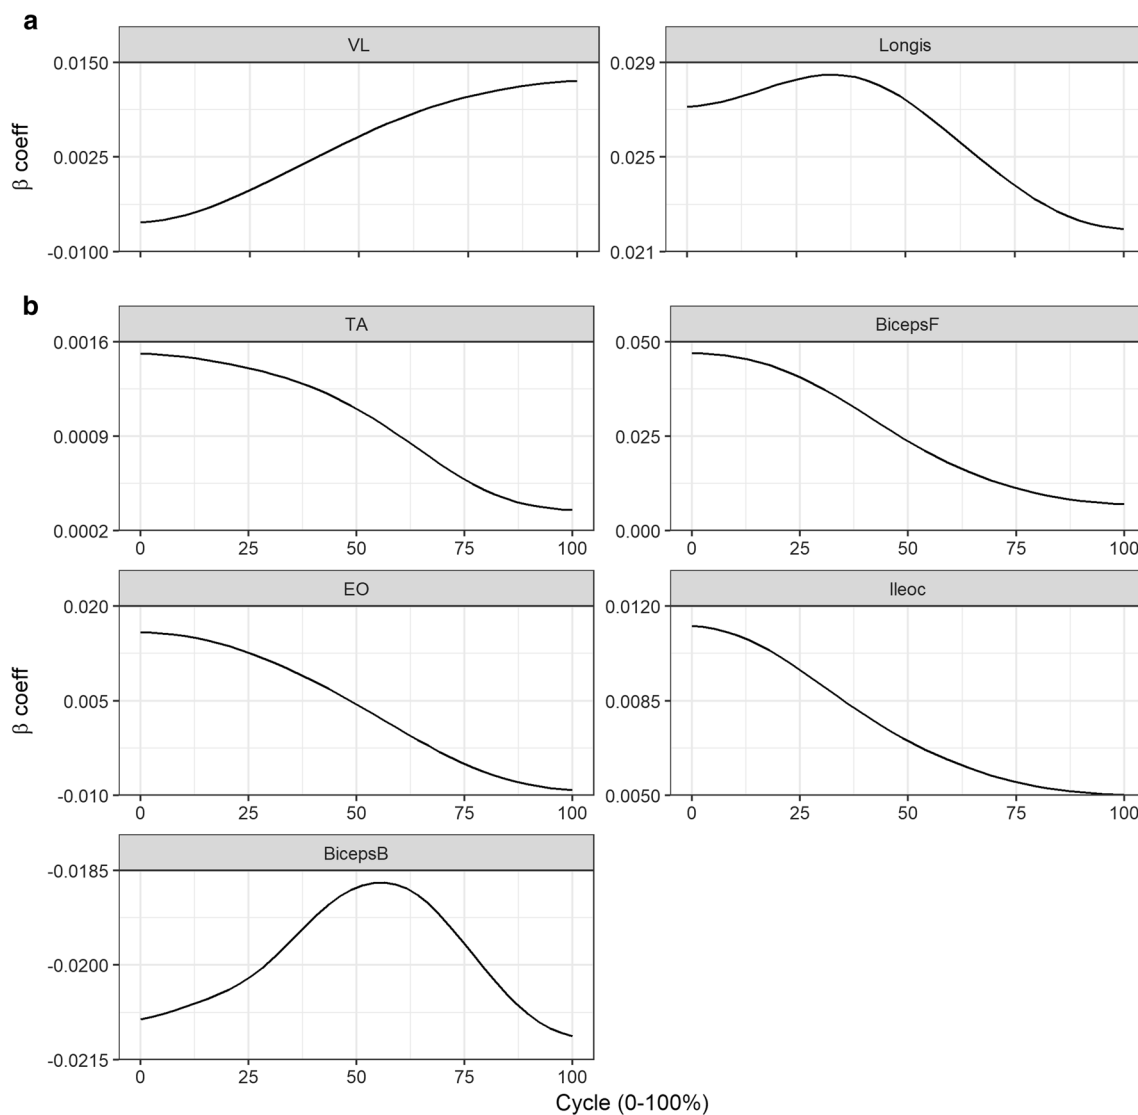 a
VL
Longis
0.0150
0.0025
-0.0100
0.029
0.025
0.021
β coeff
b
TA
BicepsF
0.0016
0.0009
0.0002
0 25 50 75 100
0.050
0.025
0.000
0 25 50 75 100
EO
Ileoc
0.020
0.005
-0.010
0 25 50 75 100
0.0120
0.0085
0.0050
0 25 50 75 100
β coeff
BicepsB
-0.0185
-0.0200
-0.0215
0 25 50 75 100
Cycle (0-100%)